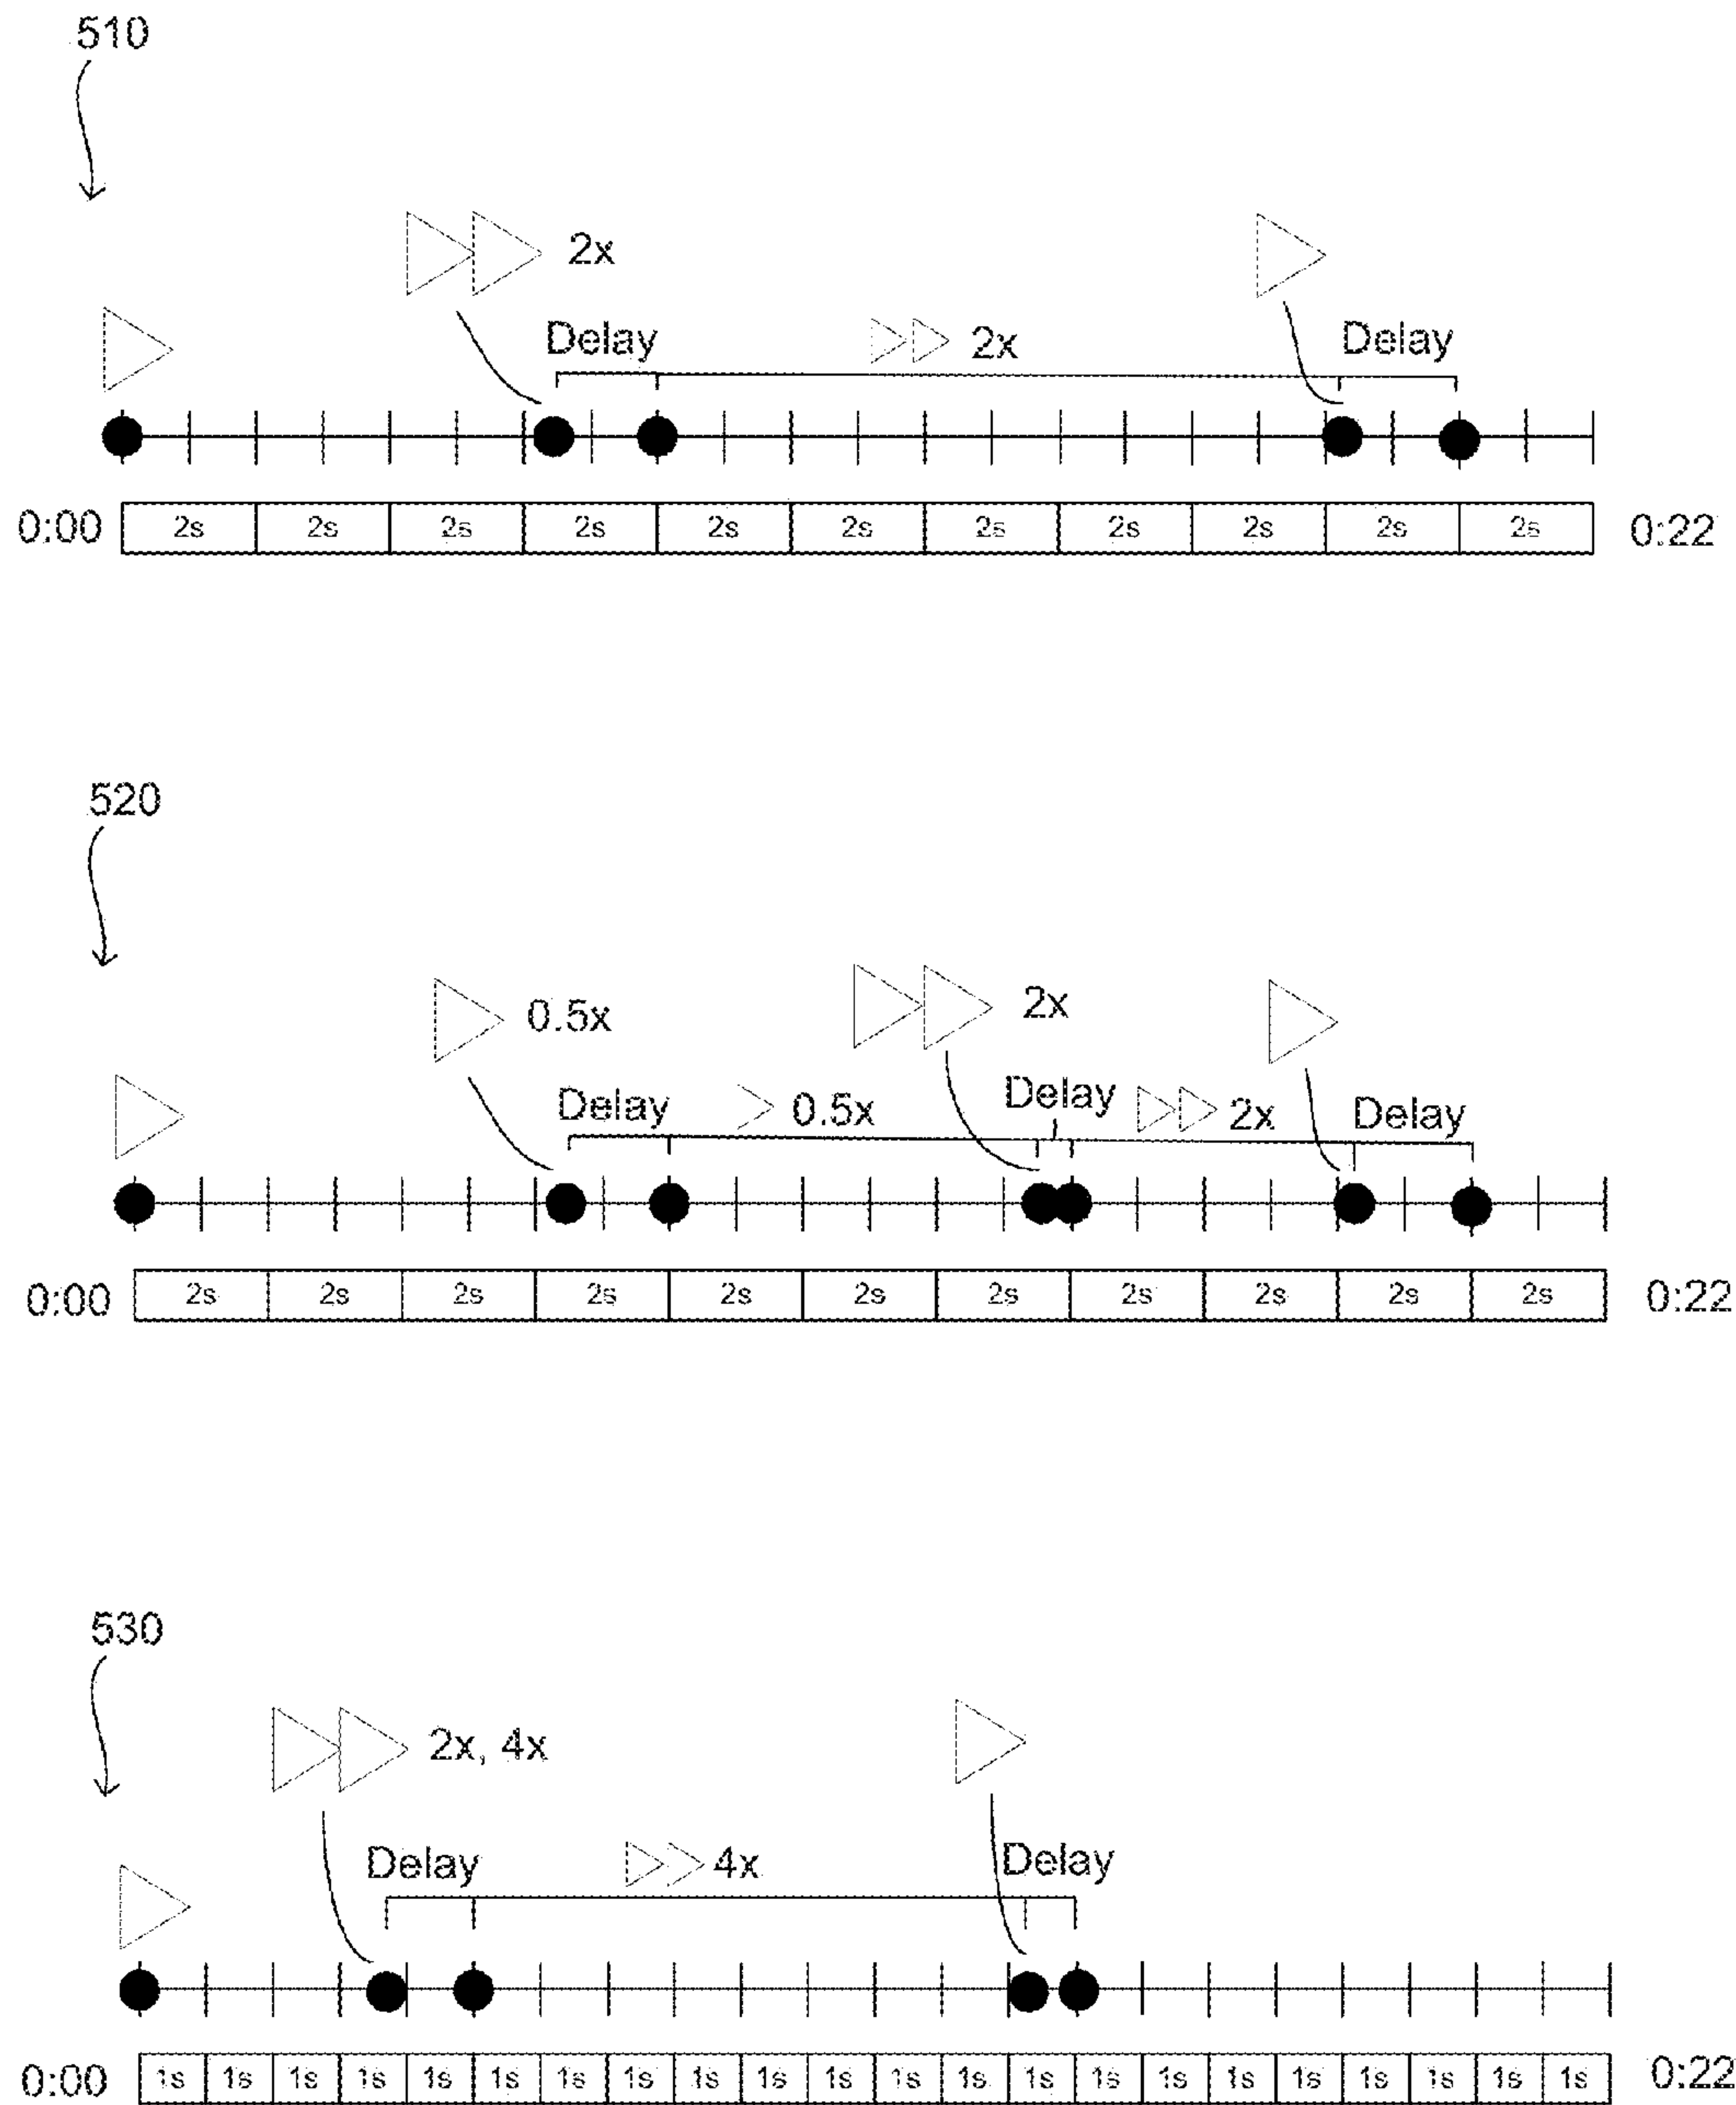 510
2x
Delay 2x Delay
0:00 2s 2s 2s 2s 2s 2s 2s 2s 2s 2s 2s 0:22
520
0.5x 2x
Delay 0.5x Delay 2x Delay
0:00 2s 2s 2s 2s 2s 2s 2s 2s 2s 2s 2s 0:22
530
2x, 4x
Delay 4x Delay
0:00 1s 1s 1s 1s 1s 1s 1s 1s 1s 1s 1s 1s 1s 1s 1s 1s 1s 1s 1s 1s 1s 1s 0:22